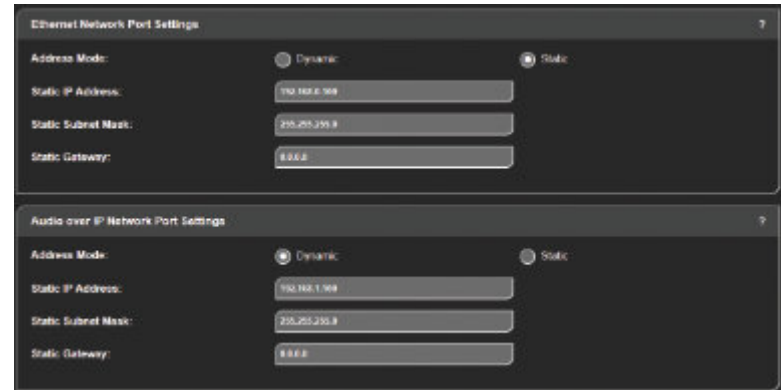 Ethernet Network Port Settings ?
Address Mode: Dynamic Static
Static IP Address: 192.168.0.100
Static Subnet Mask: 255.255.255.0
Static Gateway: 0.0.0.0
Audio over IP Network Port Settings ?
Address Mode: Dynamic Static
Static IP Address: 192.168.1.100
Static Subnet Mask: 255.255.255.0
Static Gateway: 0.0.0.0